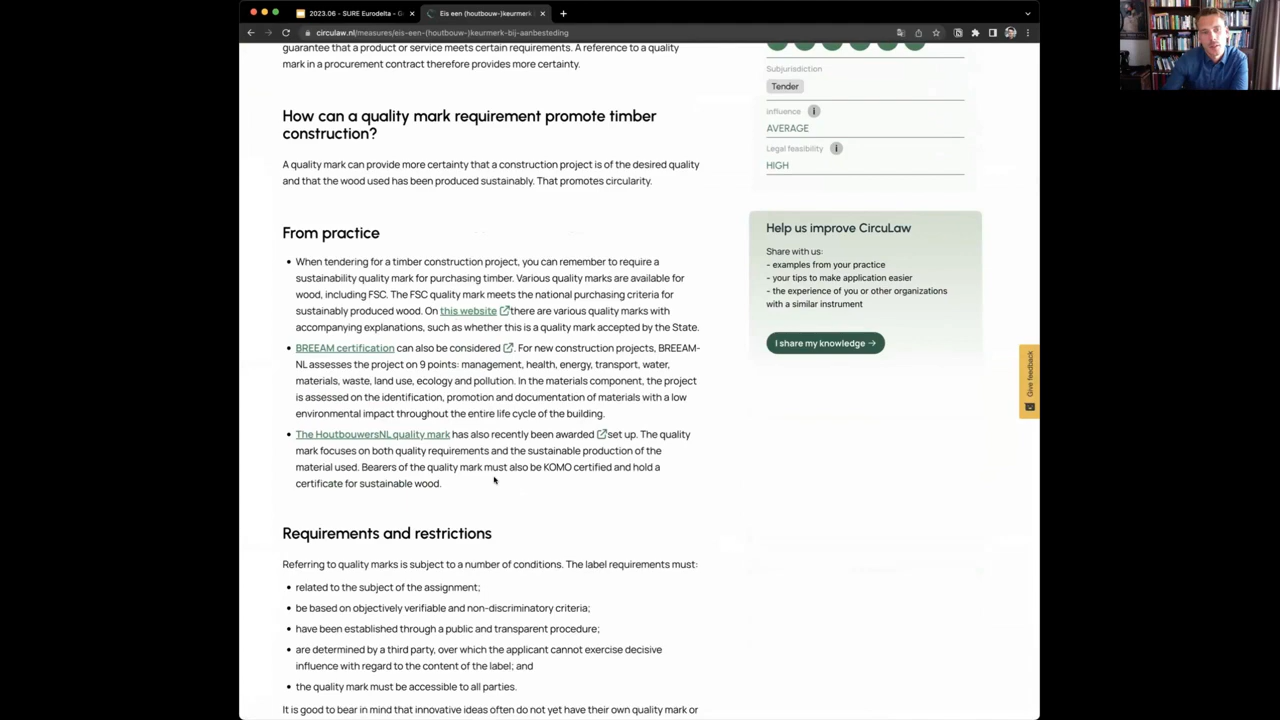 2023.06 - SURE Eurodelta - G
Eis een (houtbouw-)keurmerk
circulaw.nl/measures/eis-een-(houtbouw-)keurmerk-bij-aanbesteding
guarantee that a product or service meets certain requirements. A reference to a quality
mark in a procurement contract therefore provides more certainty.
How can a quality mark requirement promote timber
construction?
A quality mark can provide more certainty that a construction project is of the desired quality
and that the wood used has been produced sustainably. That promotes circularity.
From practice
When tendering for a timber construction project, you can remember to require a
sustainability quality mark for purchasing timber. Various quality marks are available for
wood, including FSC. The FSC quality mark meets the national purchasing criteria for
sustainably produced wood. On this website there are various quality marks with
accompanying explanations, such as whether this is a quality mark accepted by the State.
BREEAM certification can also be considered . For new construction projects, BREEAM-
NL assesses the project on 9 points: management, health, energy, transport, water,
materials, waste, land use, ecology and pollution. In the materials component, the project
is assessed on the identification, promotion and documentation of materials with a low
environmental impact throughout the entire life cycle of the building.
The HoutbouwersNL quality mark has also recently been awarded set up. The quality
mark focuses on both quality requirements and the sustainable production of the
material used. Bearers of the quality mark must also be KOMO certified and hold a
certificate for sustainable wood.
Requirements and restrictions
Referring to quality marks is subject to a number of conditions. The label requirements must:
related to the subject of the assignment;
be based on objectively verifiable and non-discriminatory criteria;
have been established through a public and transparent procedure;
are determined by a third party, over which the applicant cannot exercise decisive
influence with regard to the content of the label; and
the quality mark must be accessible to all parties.
It is good to bear in mind that innovative ideas often do not yet have their own quality mark or
Subjurisdiction
Tender
influence i
AVERAGE
Legal feasibility i
HIGH
Help us improve CircuLaw
Share with us:
- examples from your practice
- your tips to make application easier
- the experience of you or other organizations
with a similar instrument
I share my knowledge →
Give feedback